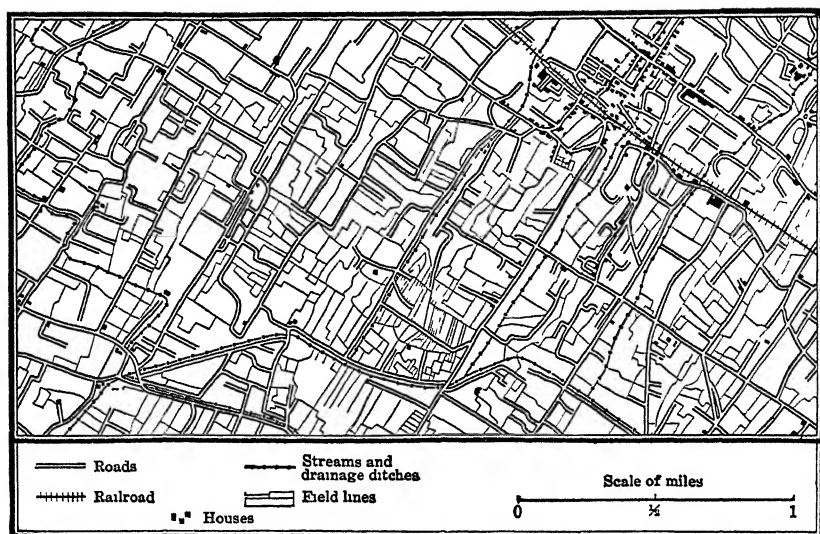 Roads
Streams and
drainage ditches
Railroad
Field lines
Houses
Scale of miles
0 ½ 1